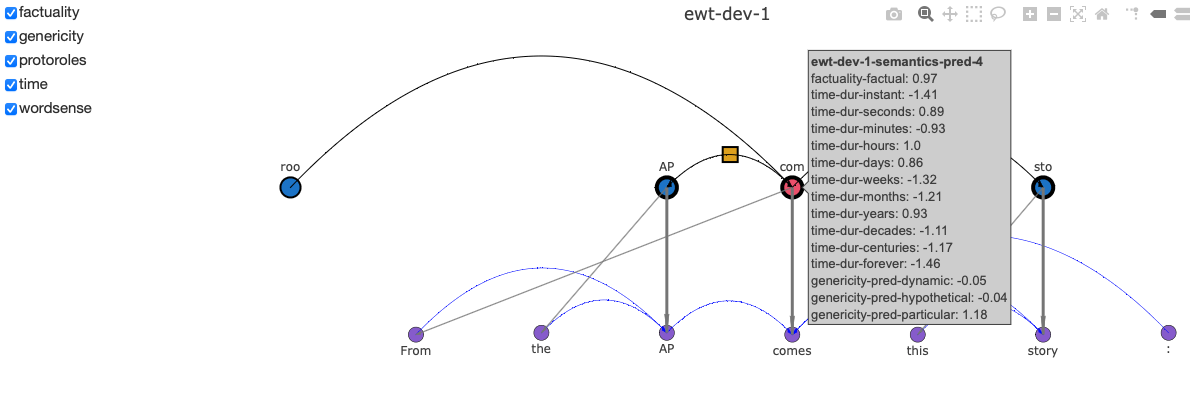 factuality
genericity
protoroles
time
wordsense
ewt-dev-1
roo
AP
com
sto
ewt-dev-1-semantics-pred-4
factuality-factual: 0.97
time-dur-instant: -1.41
time-dur-seconds: 0.89
time-dur-minutes: -0.93
time-dur-hours: 1.0
time-dur-days: 0.86
time-dur-weeks: -1.32
time-dur-months: -1.21
time-dur-years: 0.93
time-dur-decades: -1.11
time-dur-centuries: -1.17
time-dur-forever: -1.46
genericity-pred-dynamic: -0.05
genericity-pred-hypothetical: -0.04
genericity-pred-particular: 1.18
From the AP comes this story :